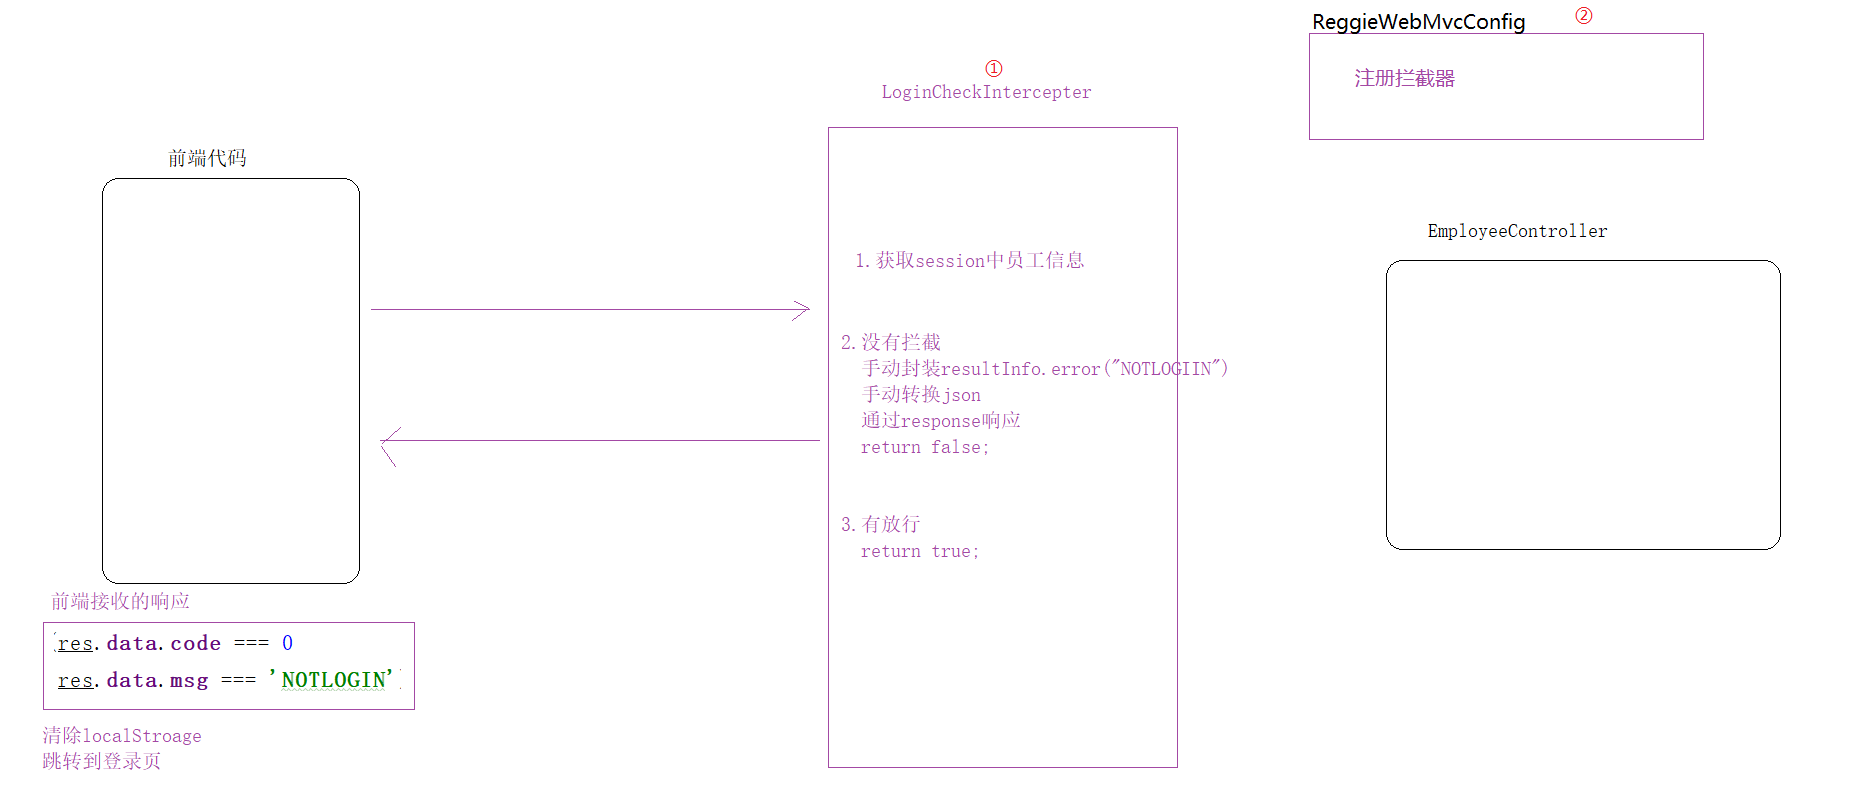 ReggieWebMvcConfig
②
注册拦截器
①
LoginCheckIntercepter
前端代码
EmployeeController
1.获取session中员工信息
2.没有拦截
手动封装resultInfo.error("NOTLOGIIN")
手动转换json
通过response响应
return false;
3.有放行
return true;
前端接收的响应
(res.data.code === 0
res.data.msg === 'NOTLOGIN')
清除localStroage
跳转到登录页